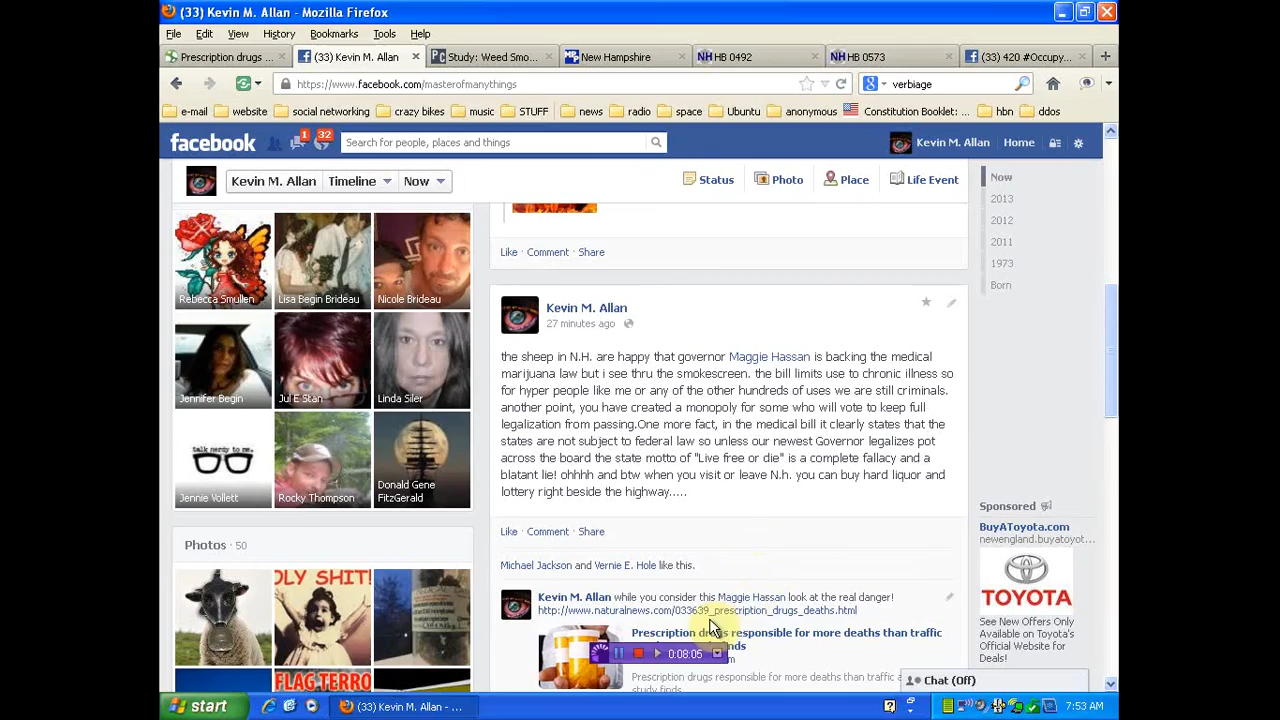 (33) Kevin M. Allan - Mozilla Firefox
File Edit View History Bookmarks Tools Help
Prescription drugs ... (33) Kevin M. Allan Study: Weed Smo... New Hampshire NH HB 0492 NH HB 0573 (33) 420 #Occupy...
https://www.facebook.com/masterofmanythings verbiage
e-mail website social networking crazy bikes music STUFF news radio space Ubuntu anonymous Constitution Booklet: ... hbn ddos
facebook 1 32 Search for people, places and things Kevin M. Allan Home
Kevin M. Allan Timeline Now Status Photo Place Life Event
Now
2013
2012
2011
1973
Born
Rebecca Smullen Lisa Begin Brideau Nicole Brideau
Jennifer Begin Jul E Stan Linda Siler
talk nerdy to me.
Jennie Vollett Rocky Thompson Donald Gene FitzGerald
Photos · 50
OLY SHIT!
FLAG TERRO
Like · Comment · Share
Kevin M. Allan
27 minutes ago
the sheep in N.H. are happy that governor Maggie Hassan is backing the medical
marijuana law but i see thru the smokescreen. the bill limits use to chronic illness so
for hyper people like me or any of the other hundreds of uses we are still criminals.
another point, you have created a monopoly for some who will vote to keep full
legalization from passing.One more fact, in the medical bill it clearly states that the
states are not subject to federal law so unless our newest Governor legalizes pot
across the board the state motto of "Live free or die" is a complete fallacy and a
blatant lie! ohhhh and btw when you visit or leave N.h. you can buy hard liquor and
lottery right beside the highway.....
Like · Comment · Share
Michael Jackson and Vernie E. Hole like this.
Kevin M. Allan while you consider this Maggie Hassan look at the real danger!
http://www.naturalnews.com/033639_prescription_drugs_deaths.html
Prescription drugs responsible for more deaths than traffic
0:08:05
Prescription drugs responsible for more deaths than traffic a
study finds
Sponsored
BuyAToyota.com
newengland.buyatoyot...
TOYOTA
See New Offers Only
Available on Toyota's
Official Website for
Deals!
Chat (Off)
start (33) Kevin M. Allan - ... 7:53 AM